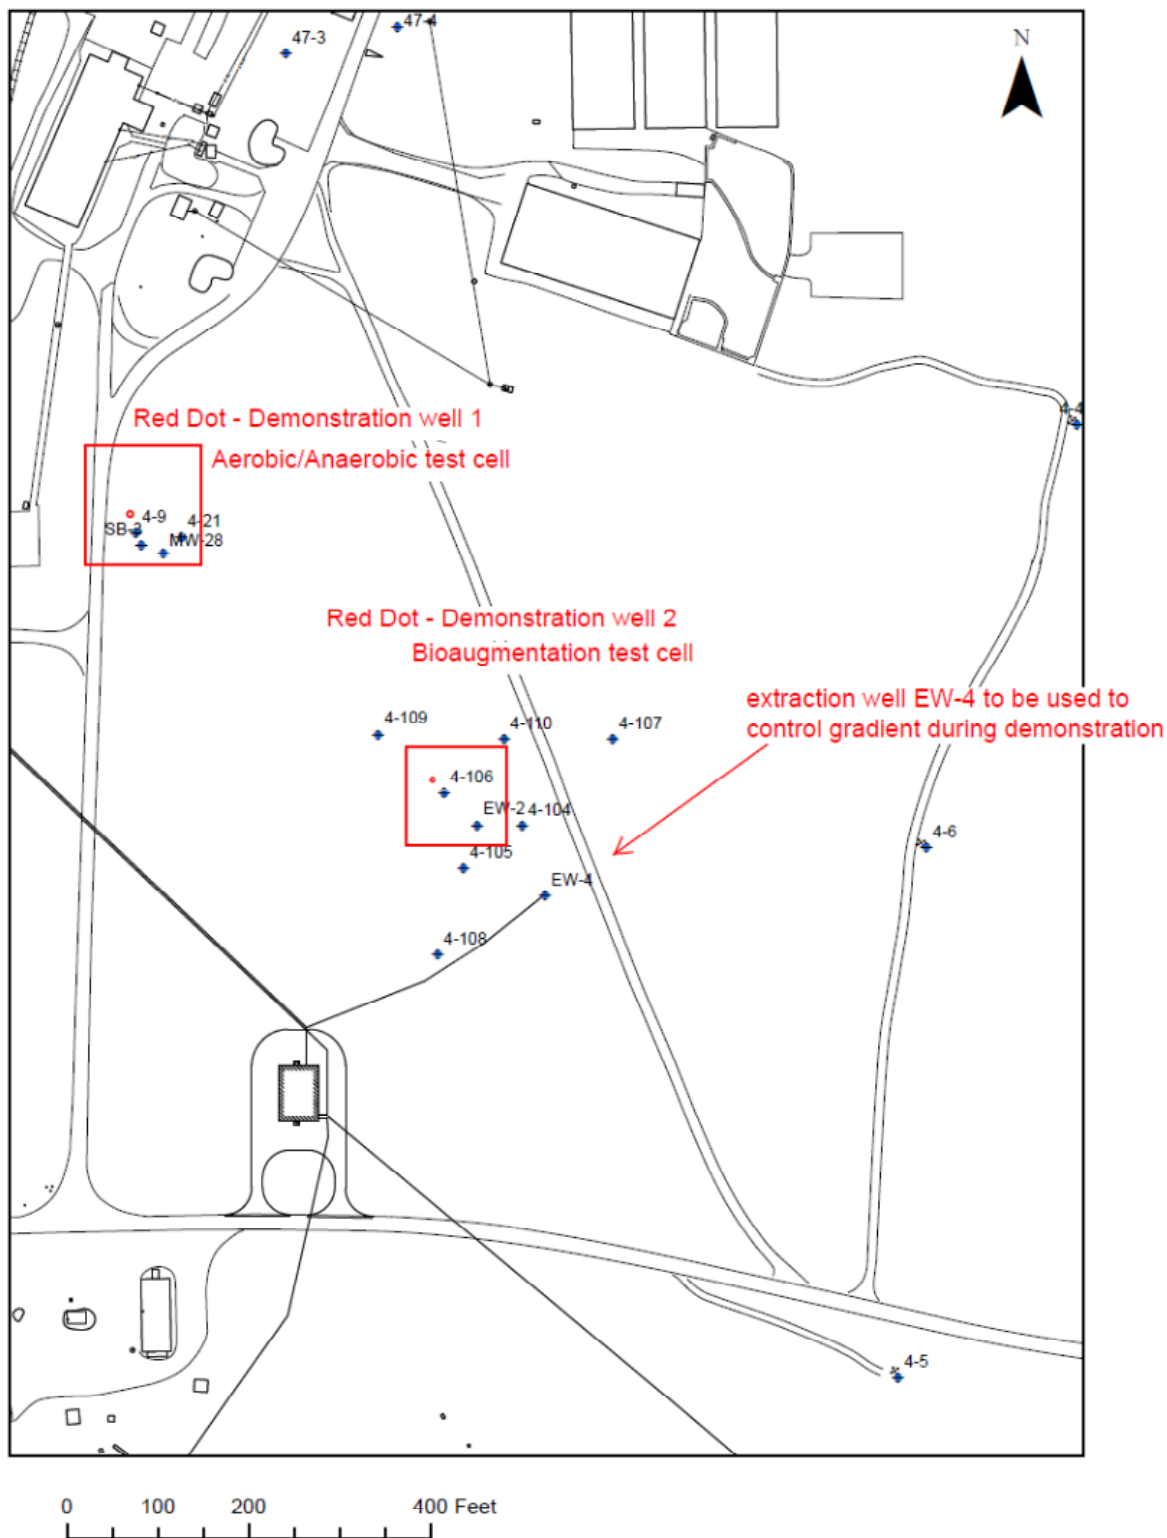 47-4
47-3
N
4-4
Red Dot - Demonstration well 1
Aerobic/Anaerobic test cell
4-9
4-21
SB-3
MW-28
Red Dot - Demonstration well 2
Bioaugmentation test cell
extraction well EW-4 to be used to
control gradient during demonstration
4-109
4-110
4-107
4-106
EW-2
4-104
4-6
4-105
EW-4
4-108
4-5
0 100 200 400 Feet